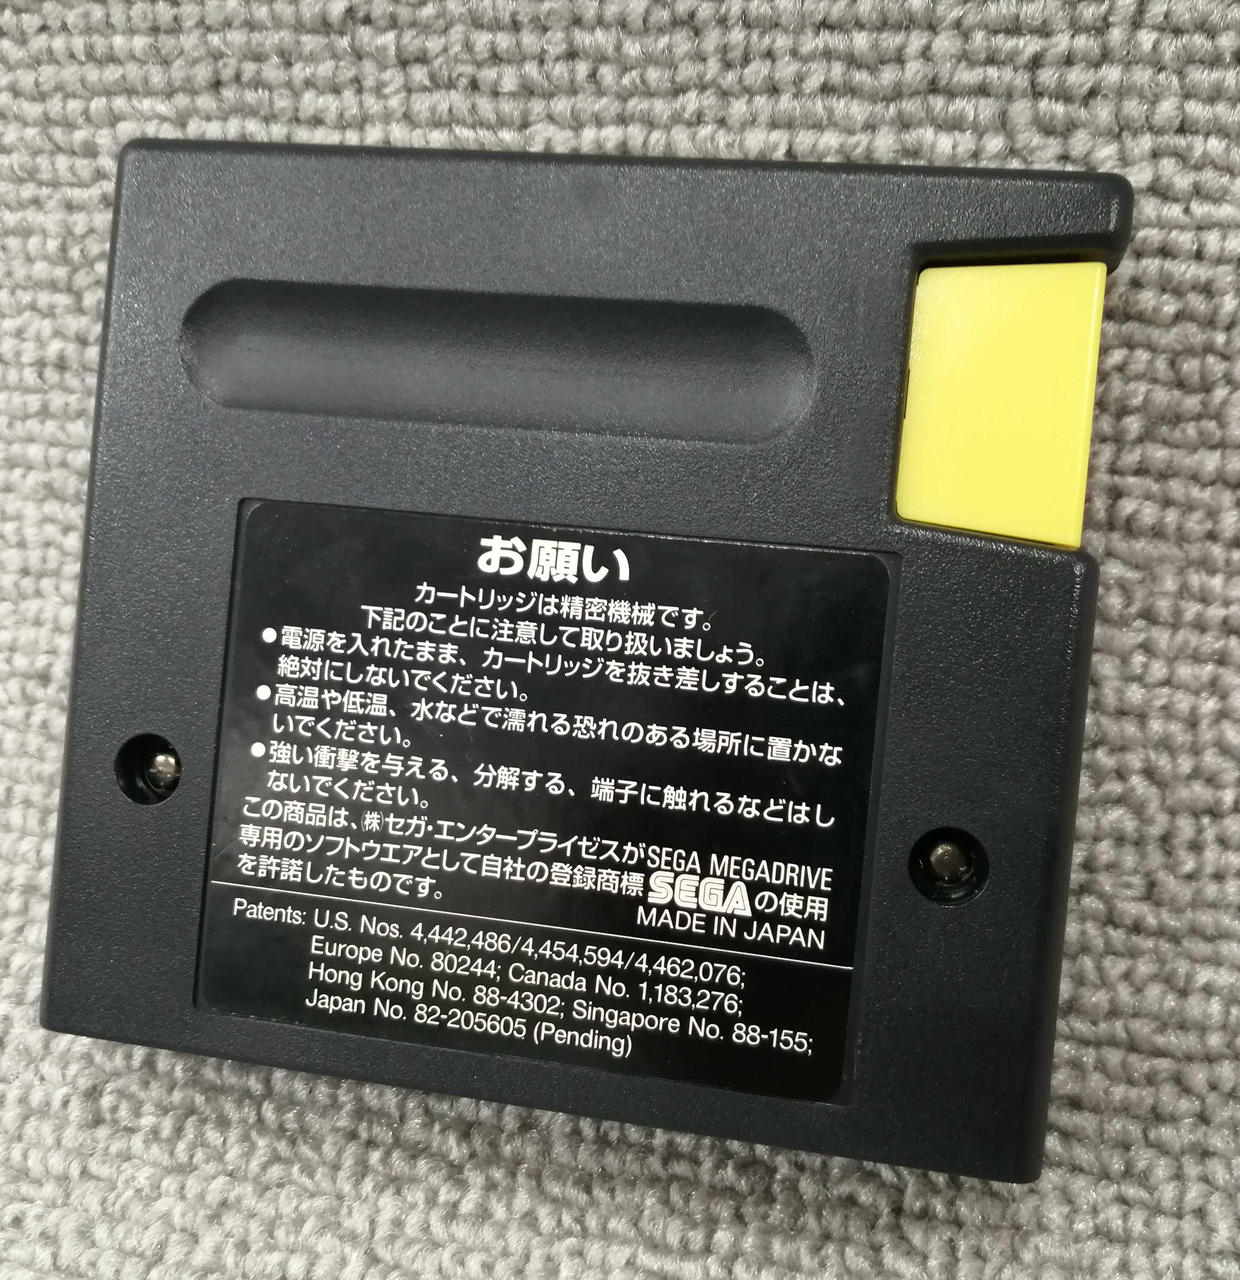 お願い
カートリッジは精密機械です。
下記のことに注意して取り扱いましょう。
●電源を入れたまま、カートリッジを抜き差しすることは、
絶対にしないでください。
●高温や低温、水などで濡れる恐れのある場所に置かな
いでください。
●強い衝撃を与える、分解する、端子に触れるなどはし
ないでください。
この商品は、㈱セガ・エンタープライゼスがSEGA MEGADRIVE
専用のソフトウエアとして自社の登録商標SEGAの使用
を許諾したものです。
MADE IN JAPAN
Patents: U.S. Nos. 4,442,486/4,454,594/4,462,076;
Europe No. 80244; Canada No. 1,183,276;
Hong Kong No. 88-4302; Singapore No. 88-155;
Japan No. 82-205605 (Pending)